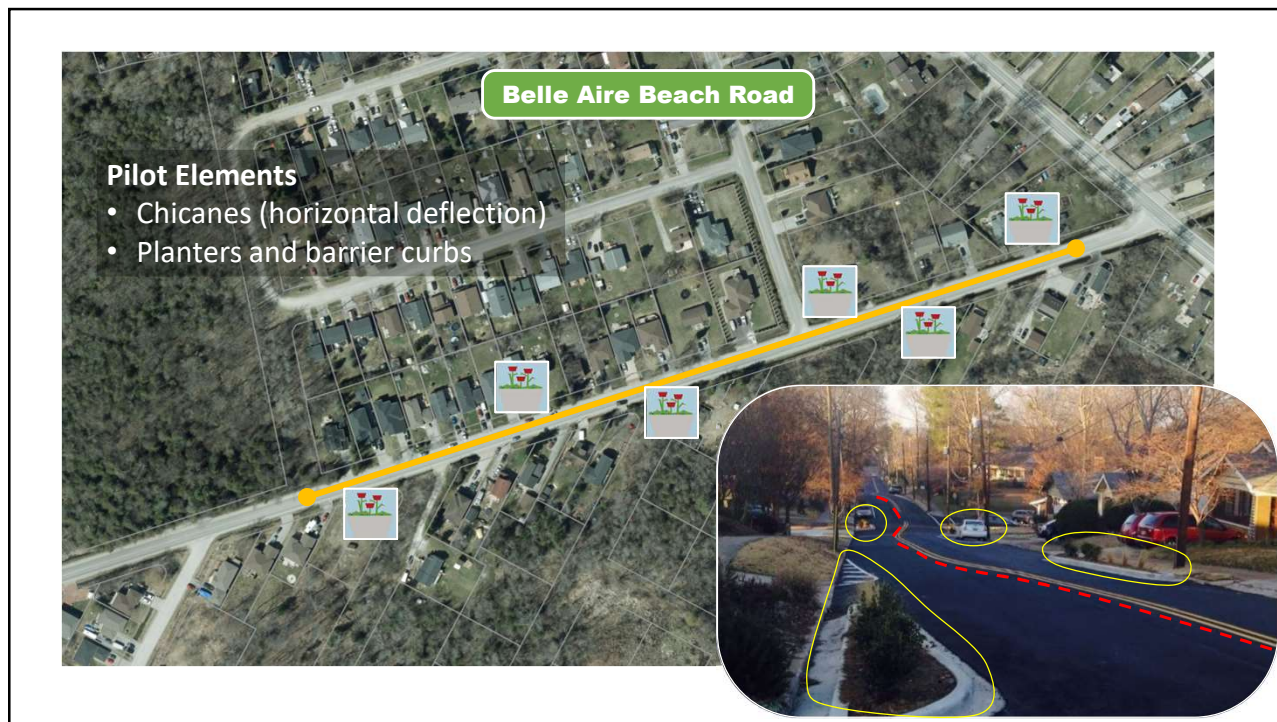 Belle Aire Beach Road
Pilot Elements
• Chicanes (horizontal deflection)
• Planters and barrier curbs